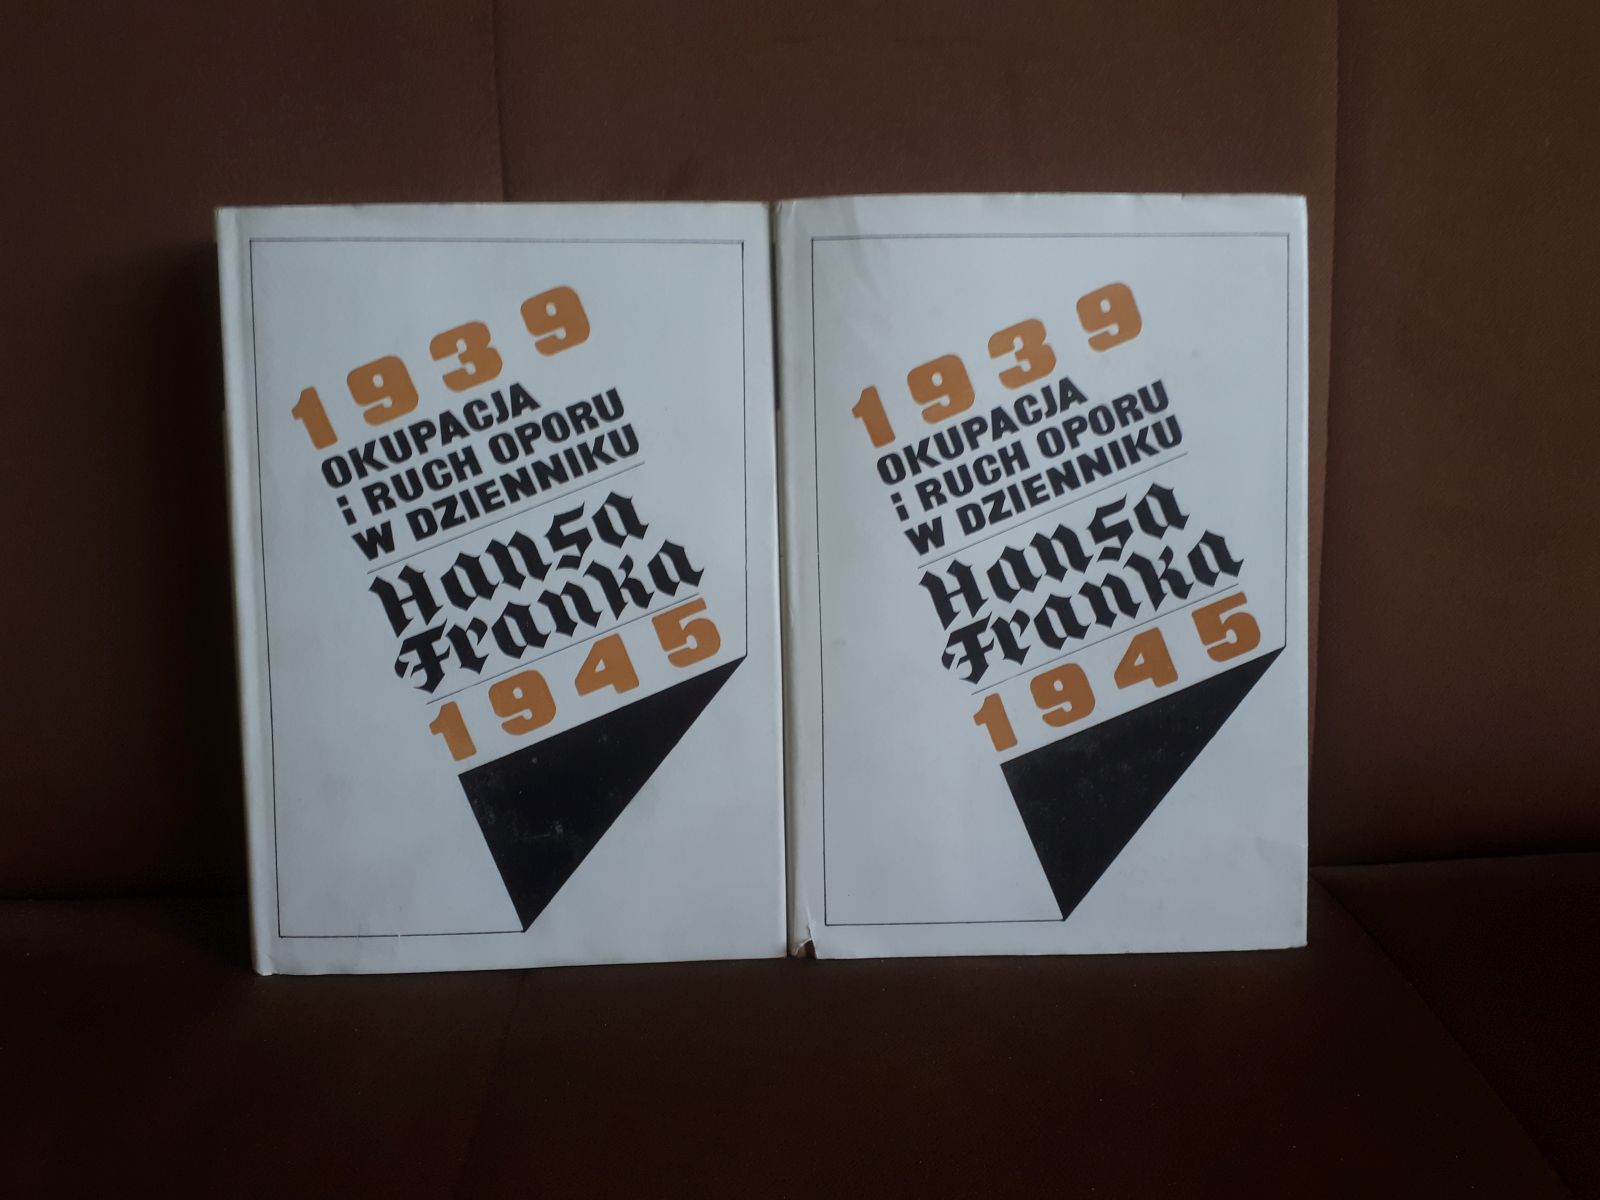 1939
OKUPACJA
i RUCH OPORU
W DZIENNIKU
Hansa
Franka
1945
1939
OKUPACJA
i RUCH OPORU
W DZIENNIKU
Hansa
Franka
1945